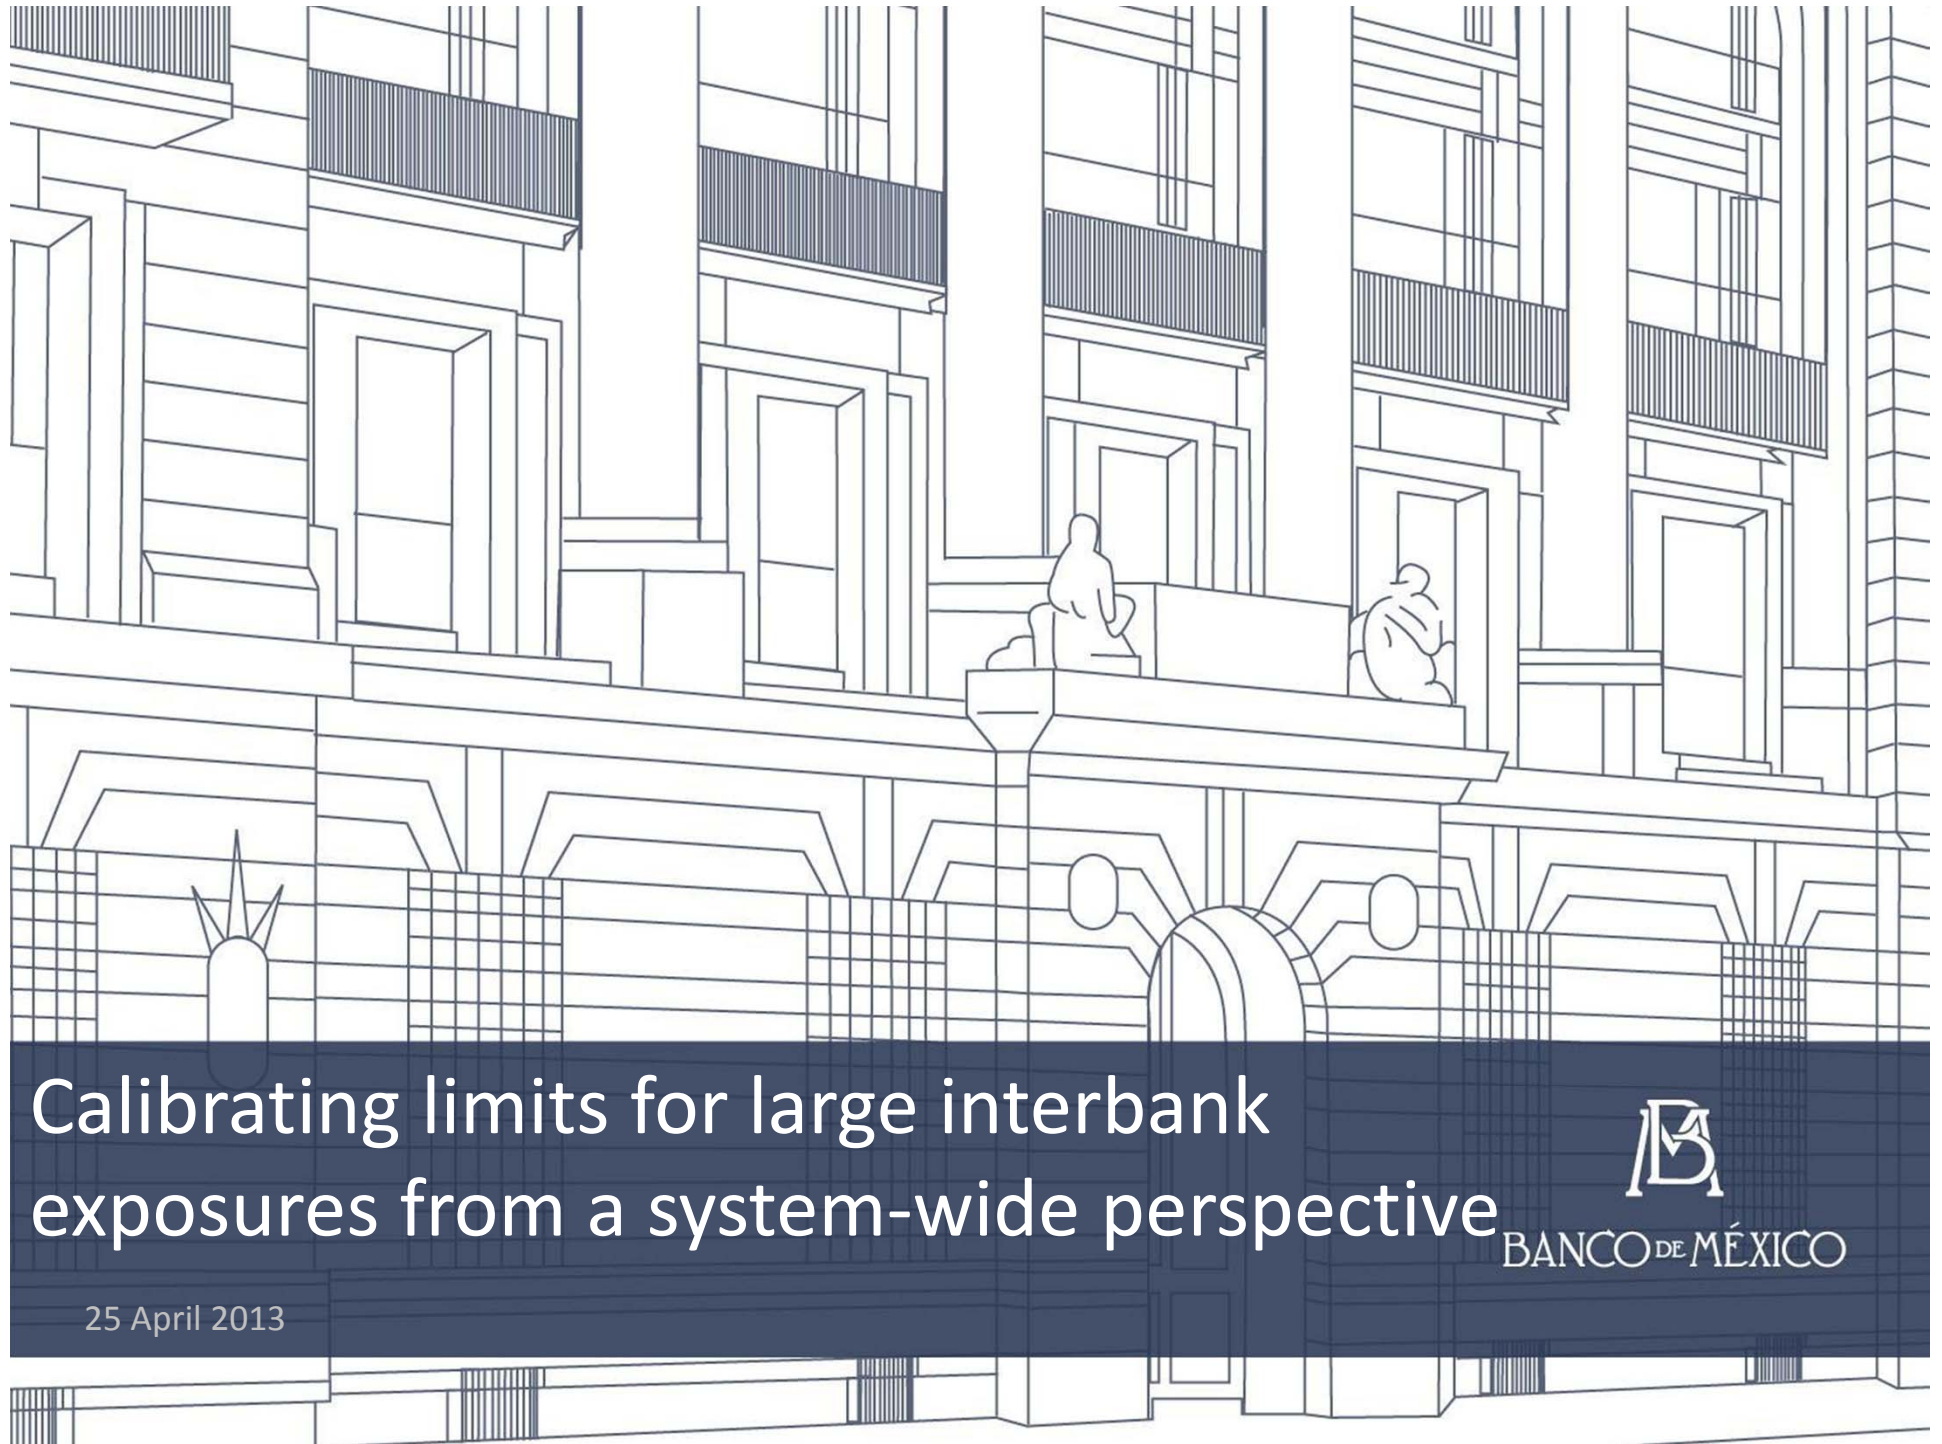 Calibrating limits for large interbank
exposures from a system-wide perspective
BANCO DE MÉXICO
25 April 2013